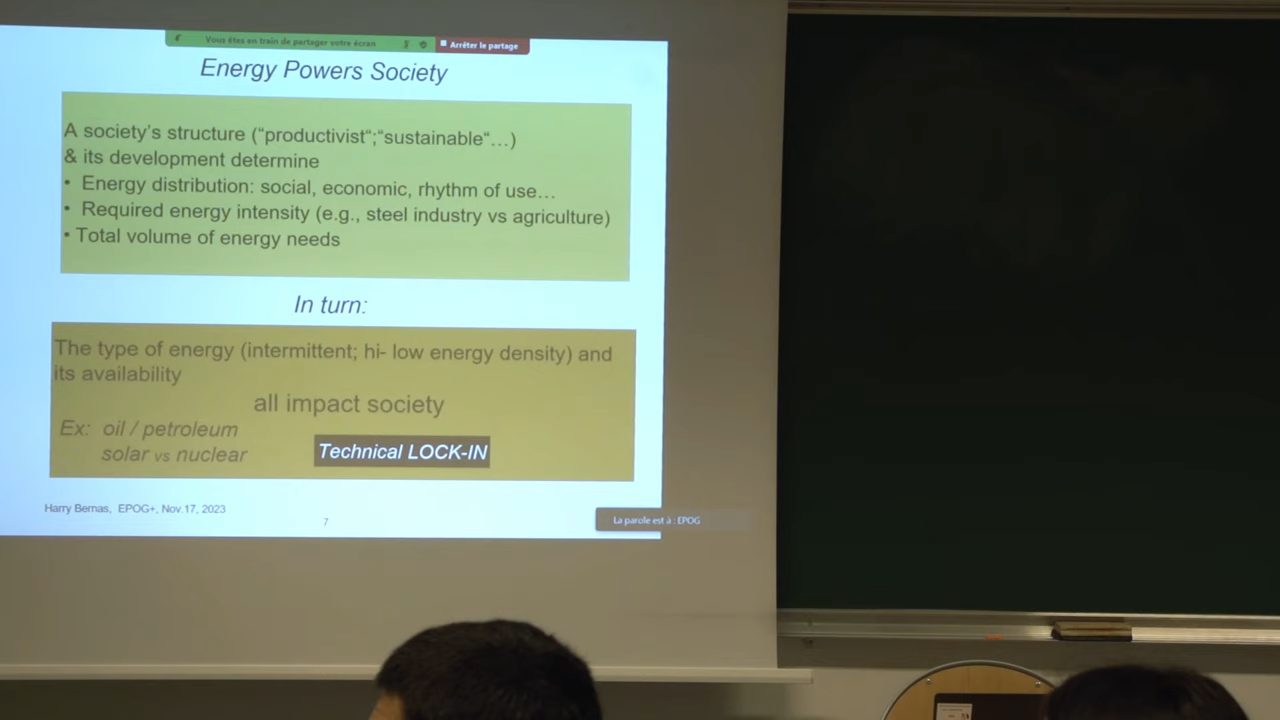 Vous êtes en train de partager votre écran
Arrêter le partage
Energy Powers Society
A society's structure (“productivist“;“sustainable“…)
& its development determine
• Energy distribution: social, economic, rhythm of use…
• Required energy intensity (e.g., steel industry vs agriculture)
• Total volume of energy needs
In turn:
The type of energy (intermittent; hi- low energy density) and
its availability
all impact society
Ex: oil / petroleum
solar vs nuclear
Technical LOCK-IN
Harry Bernas, EPOG+, Nov.17, 2023
7
La parole est à : EPOG